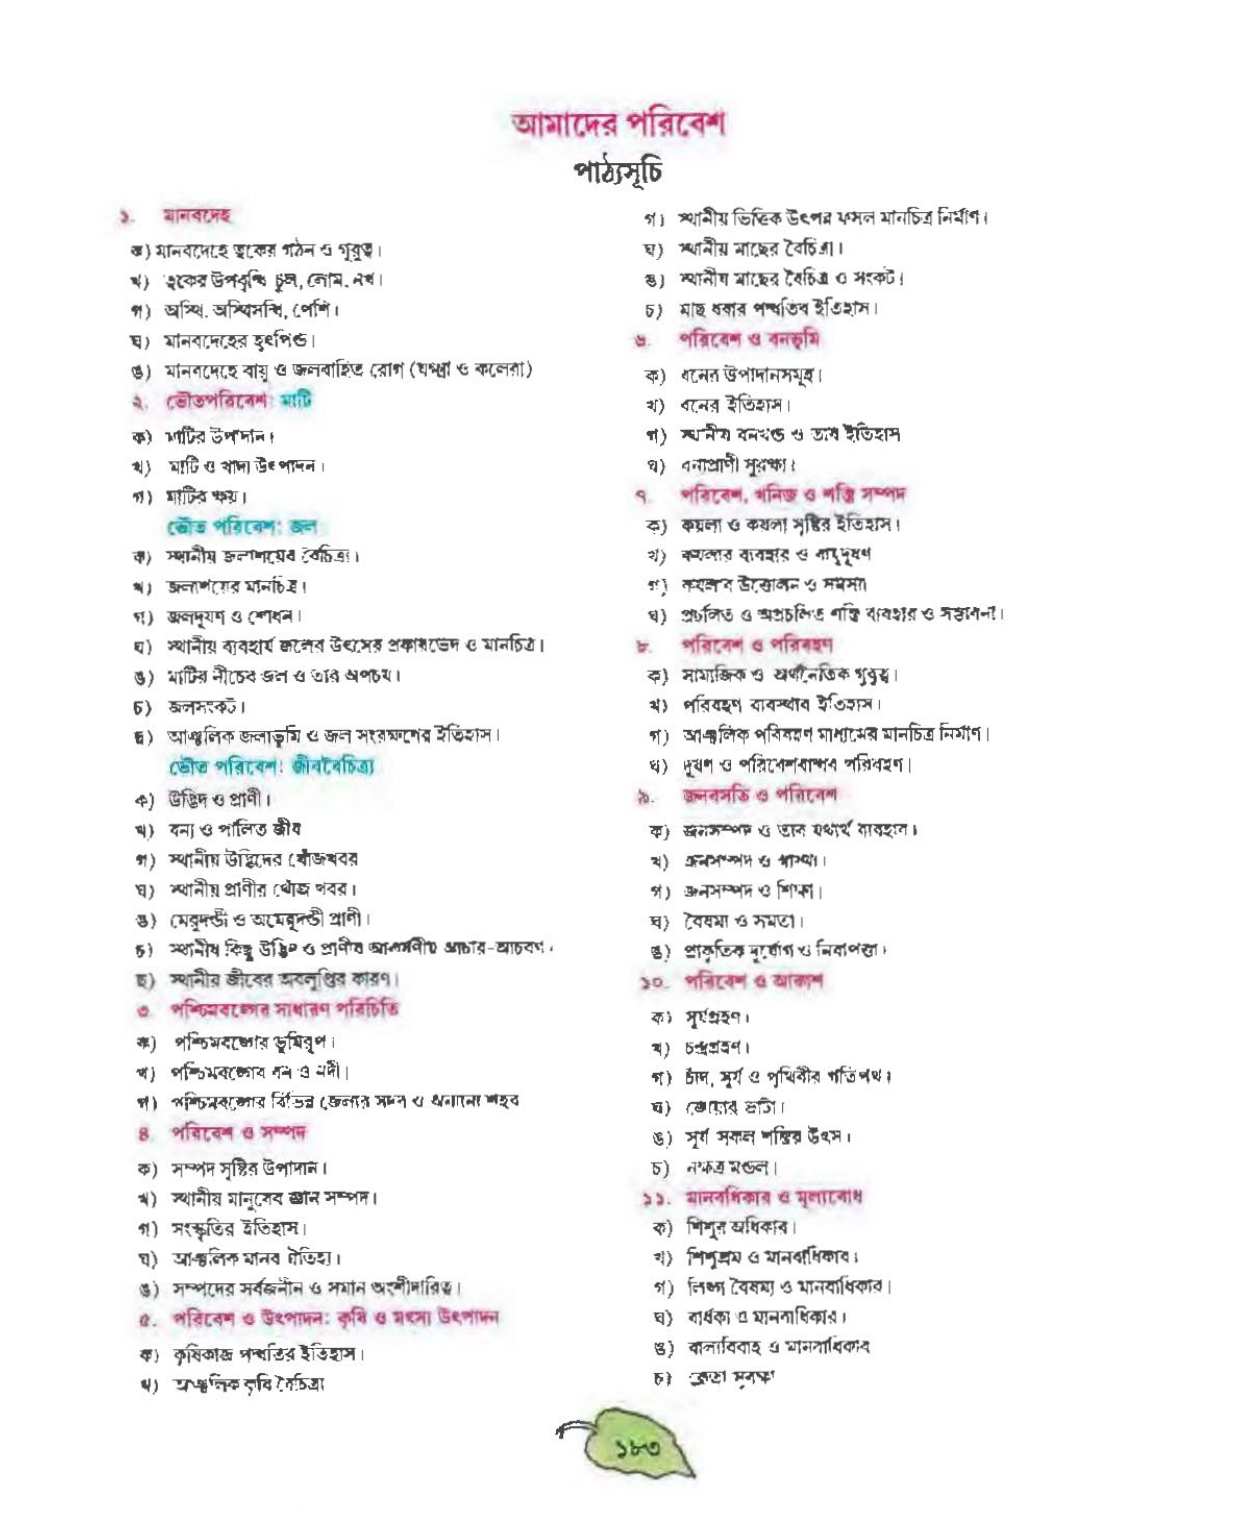 আমাদের পরিবেশ
পাঠ্যসূচি
১. মানবদেহ
ক) মানবদেহে ত্বকের গঠন ও গুরুত্ব।
খ) ত্বকের উপবৃদ্ধি চুল, লোম, নখ।
গ) অস্থি, অস্থিসন্ধি, পেশি।
ঘ) মানবদেহের হৃৎপিণ্ড।
ঙ) মানবদেহে বায়ু ও জলবাহিত রোগ (যক্ষ্মা ও কলেরা)
২. ভৌতপরিবেশ: মাটি
ক) মাটির উপাদান।
খ) মাটি ও খাদ্য উৎপাদন।
গ) মাটির ক্ষয়।
ভৌত পরিবেশ: জল
ক) স্থানীয় জলাশয়ের বৈচিত্র্য।
খ) জলাশয়ের মানচিত্র।
গ) জলদূষণ ও শোধন।
ঘ) স্থানীয় ব্যবহার্য জলের উৎসের প্রকারভেদ ও মানচিত্র।
ঙ) মাটির নীচের জল ও তার অপচয়।
চ) জলসংকট।
ছ) আঞ্চলিক জলাভূমি ও জল সংরক্ষণের ইতিহাস।
ভৌত পরিবেশ: জীববৈচিত্র্য
ক) উদ্ভিদ ও প্রাণী।
খ) বন্য ও পালিত জীব
গ) স্থানীয় উদ্ভিদের খোঁজখবর
ঘ) স্থানীয় প্রাণীর খোঁজ খবর।
ঙ) মেরুদণ্ডী ও অমেরুদণ্ডী প্রাণী।
চ) স্থানীয় কিছু উদ্ভিদ ও প্রাণীর আকর্ষণীয় আচার-আচরণ।
ছ) স্থানীয় জীবের অবলুপ্তির কারণ।
৩. পশ্চিমবঙ্গের সাধারণ পরিচিতি
ক) পশ্চিমবঙ্গের ভূমিরূপ।
খ) পশ্চিমবঙ্গের বন ও নদী।
গ) পশ্চিমবঙ্গের বিভিন্ন জেলার সদর ও অন্যান্য শহর
৪. পরিবেশ ও সম্পদ
ক) সম্পদ সৃষ্টির উপাদান।
খ) স্থানীয় মানুষের জ্ঞান সম্পদ।
গ) সংস্কৃতির ইতিহাস।
ঘ) আঞ্চলিক মানব ঐতিহ্য।
ঙ) সম্পদের সর্বজনীন ও সমান অংশীদারিত্ব।
৫. পরিবেশ ও উৎপাদন: কৃষি ও মৎস্য উৎপাদন
ক) কৃষিকাজ পদ্ধতির ইতিহাস।
খ) আঞ্চলিক কৃষি বৈচিত্র্য
গ) স্থানীয় ভিত্তিক উৎপন্ন ফসল মানচিত্র নির্মাণ।
ঘ) স্থানীয় মাছের বৈচিত্র্য।
ঙ) স্থানীয় মাছের বৈচিত্র ও সংকট।
চ) মাছ ধরার পদ্ধতির ইতিহাস।
৬. পরিবেশ ও বনভূমি
ক) বনের উপাদানসমূহ।
খ) বনের ইতিহাস।
গ) স্থানীয় বনখণ্ড ও তার ইতিহাস
ঘ) বন্যপ্রাণী সুরক্ষা।
৭. পরিবেশ, খনিজ ও শক্তি সম্পদ
ক) কয়লা ও কয়লা সৃষ্টির ইতিহাস।
খ) কয়লার ব্যবহার ও বায়ুদূষণ
গ) কয়লার উত্তোলন ও সমস্যা
ঘ) প্রচলিত ও অপ্রচলিত শক্তি ব্যবহার ও সম্ভাবনা।
৮. পরিবেশ ও পরিবহণ
ক) সামাজিক ও অর্থনৈতিক গুরুত্ব।
খ) পরিবহণ ব্যবস্থার ইতিহাস।
গ) আঞ্চলিক পরিবহণ মাধ্যমের মানচিত্র নির্মাণ।
ঘ) দূষণ ও পরিবেশবান্ধব পরিবহণ।
৯. জনবসতি ও পরিবেশ
ক) জনসম্পদ ও তার যথার্থ ব্যবহার।
খ) জনসম্পদ ও স্বাস্থ্য।
গ) জনসম্পদ ও শিক্ষা।
ঘ) বৈষম্য ও সমতা।
ঙ) প্রাকৃতিক দুর্যোগ ও নিরাপত্তা।
১০. পরিবেশ ও আকাশ
ক) সূর্যগ্রহণ।
খ) চন্দ্রগ্রহণ।
গ) চাঁদ, সূর্য ও পৃথিবীর গতিপথ।
ঘ) জোয়ার ভাটা।
ঙ) সূর্য সকল শক্তির উৎস।
চ) নক্ষত্র মণ্ডল।
১১. মানবাধিকার ও মূল্যবোধ
ক) শিশুর অধিকার।
খ) শিশুশ্রম ও মানবাধিকার।
গ) লিঙ্গ বৈষম্য ও মানবাধিকার।
ঘ) বার্ধক্য ও মানবাধিকার।
ঙ) বাল্যবিবাহ ও মানবাধিকার
চ) ক্রেতা সুরক্ষা
১৮৩